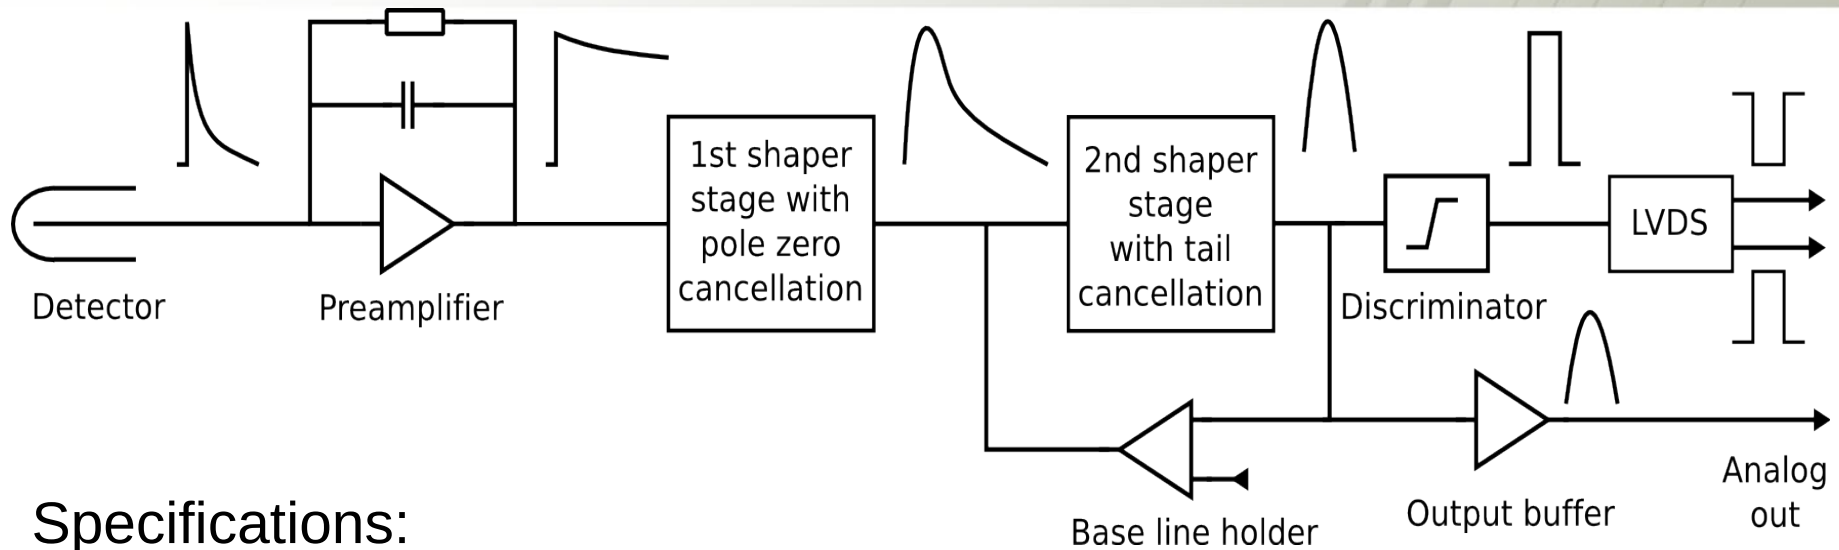 1st shaper
stage with
pole zero
cancellation
2nd shaper
stage
with tail
cancellation
LVDS
Detector
Preamplifier
Discriminator
Analog
out
Output buffer
Base line holder
Specifications: